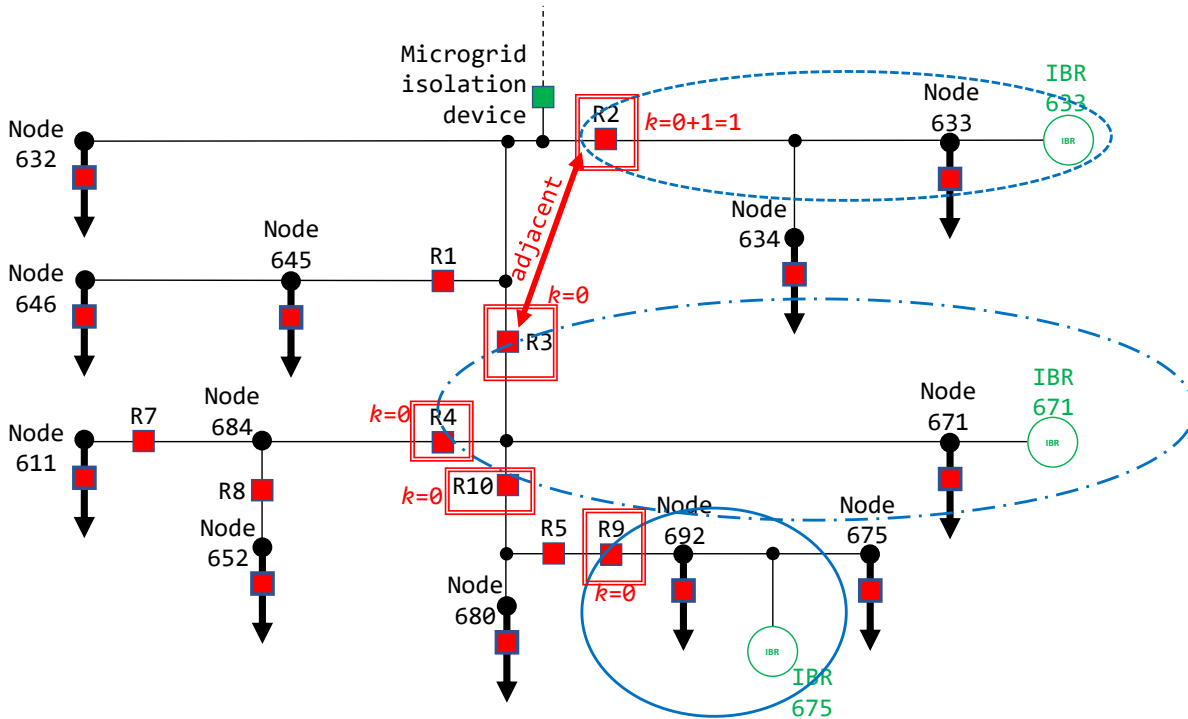 Microgrid
isolation
device
IBR
633
R2
k=0+1=1
Node
633
IBR
Node
632
adjacent
Node
634
Node
645
R1
Node
646
k=0
R3
IBR
671
Node
671
IBR
k=0
R4
Node
684
R7
Node
611
R8
k=0
R10
Node
652
R5
R9
Node
692
Node
675
k=0
Node
680
IBR
IBR
675